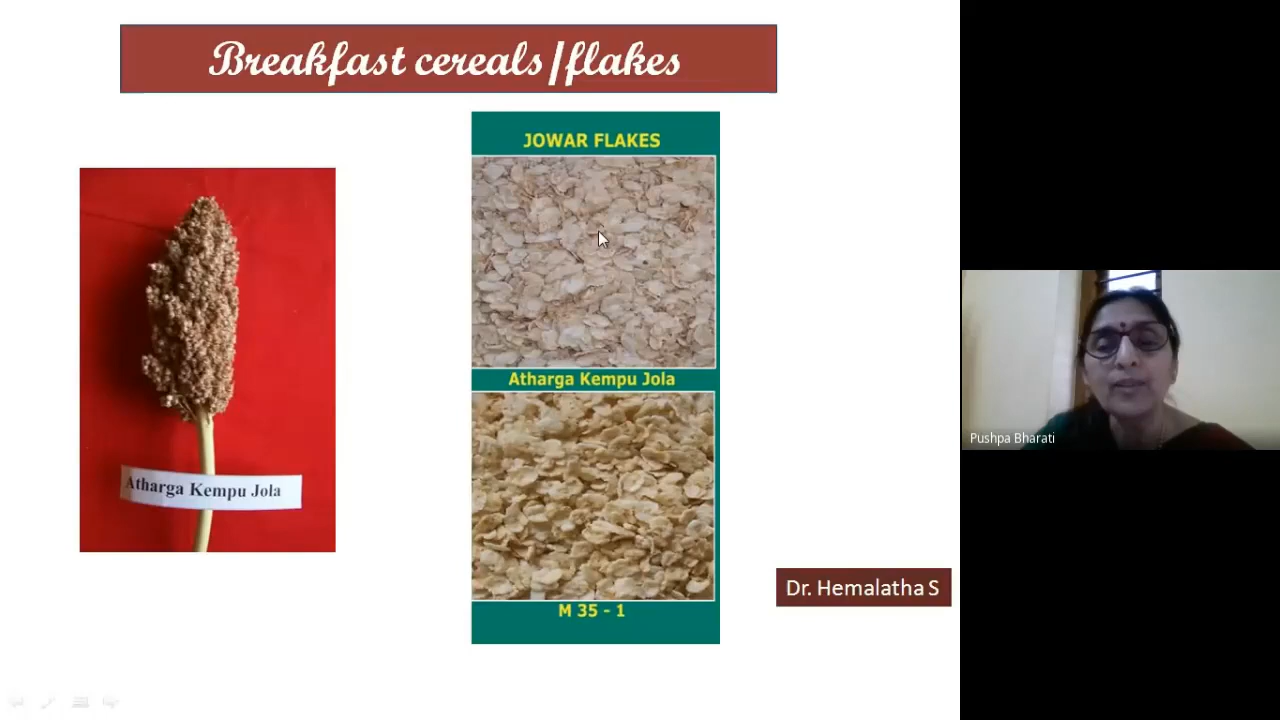 Breakfast cereals/flakes
JOWAR FLAKES
Atharga Kempu Jola
Atharga Kempu Jola
M 35 - 1
Dr. Hemalatha S
Pushpa Bharati